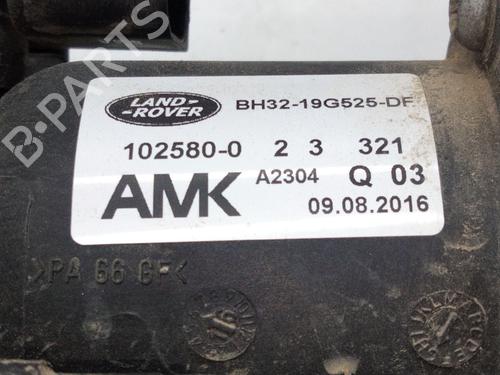 LAND-
ROVER
BH32-19G525-DF
102580-0 2 3 321
AMK A2304 Q 03
09.08.2016
>PA 66 GF<